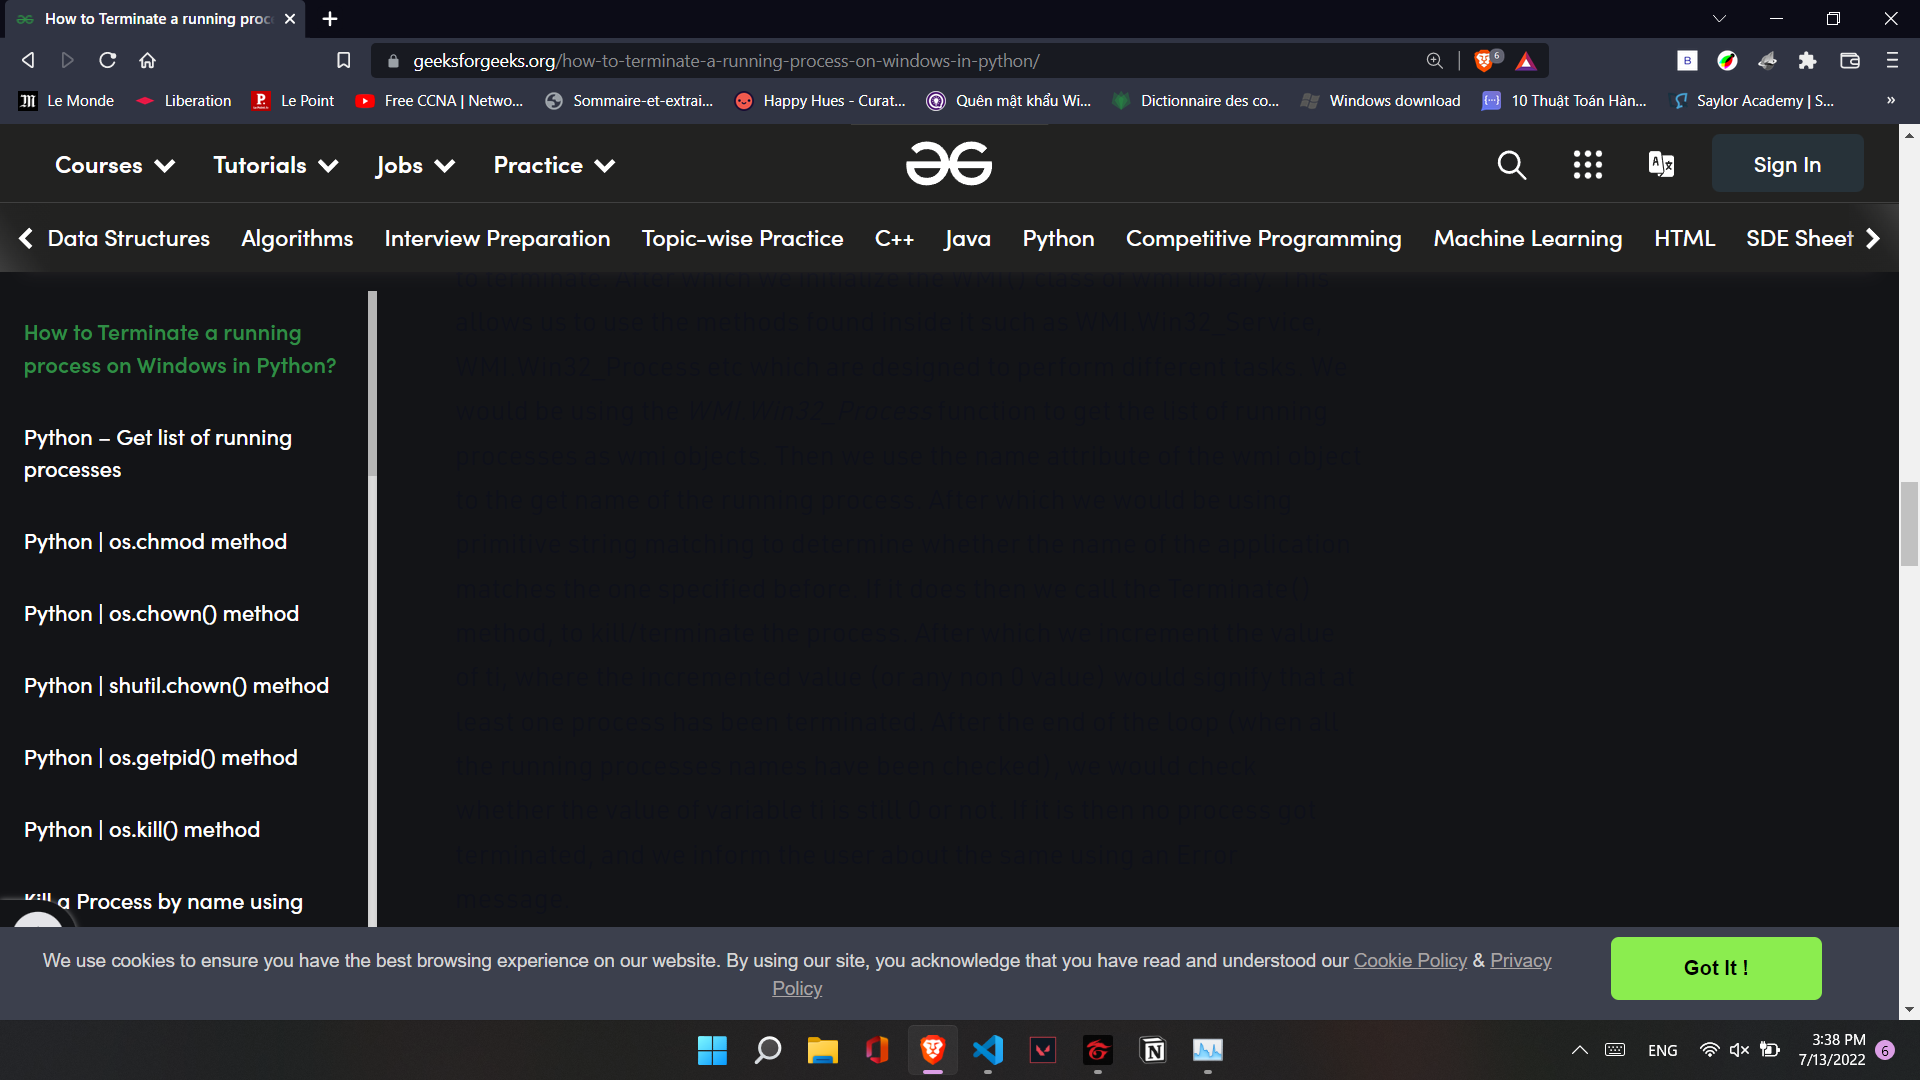 How to Terminate a running proc
geeksforgeeks.org/how-to-terminate-a-running-process-on-windows-in-python/
6
B
Le Monde
Liberation
Le Point
Free CCNA | Netwo...
Sommaire-et-extrai...
Happy Hues - Curat...
Quên mật khẩu Wi...
Dictionnaire des co...
Windows download
10 Thuật Toán Hàn...
Saylor Academy | S...
»
Courses
Tutorials
Jobs
Practice
Sign In
Data Structures
Algorithms
Interview Preparation
Topic-wise Practice
C++
Java
Python
Competitive Programming
Machine Learning
HTML
SDE Sheet
How to Terminate a running
process on Windows in Python?
Python – Get list of running
processes
Python | os.chmod method
Python | os.chown() method
Python | shutil.chown() method
Python | os.getpid() method
Python | os.kill() method
Kill a Process by name using
to terminate. After which we initialize the WMI() class of wmi library. This
allows us to use the methods found inside it such as WMI.Win32_Service,
WMI.Win32_Process etc which are designed to perform different tasks. We
would be using the WMI.Win32_Process function to get the list of running
processes as wmi objects. Then we use the name attribute of the wmi object
to the get name of the running process. After which we would be using
primitive string matching to determine whether the name of the application
matches the one specified before. If it does then we call the Terminate()
method, to kill/terminate the process. After which we increment the value
of ti, where the incremented value (or any non 0 value) would signify that at
least one process has been terminated. After the end of the loop (when all
the running processes names have been checked), we would check
whether the value of variable ti is still 0 or not. If it is then no process got
terminated, and we inform the user about the same using an Error
message.
We use cookies to ensure you have the best browsing experience on our website. By using our site, you acknowledge that you have read and understood our Cookie Policy & Privacy
Policy
Got It !
ENG
3:38 PM
7/13/2022
6